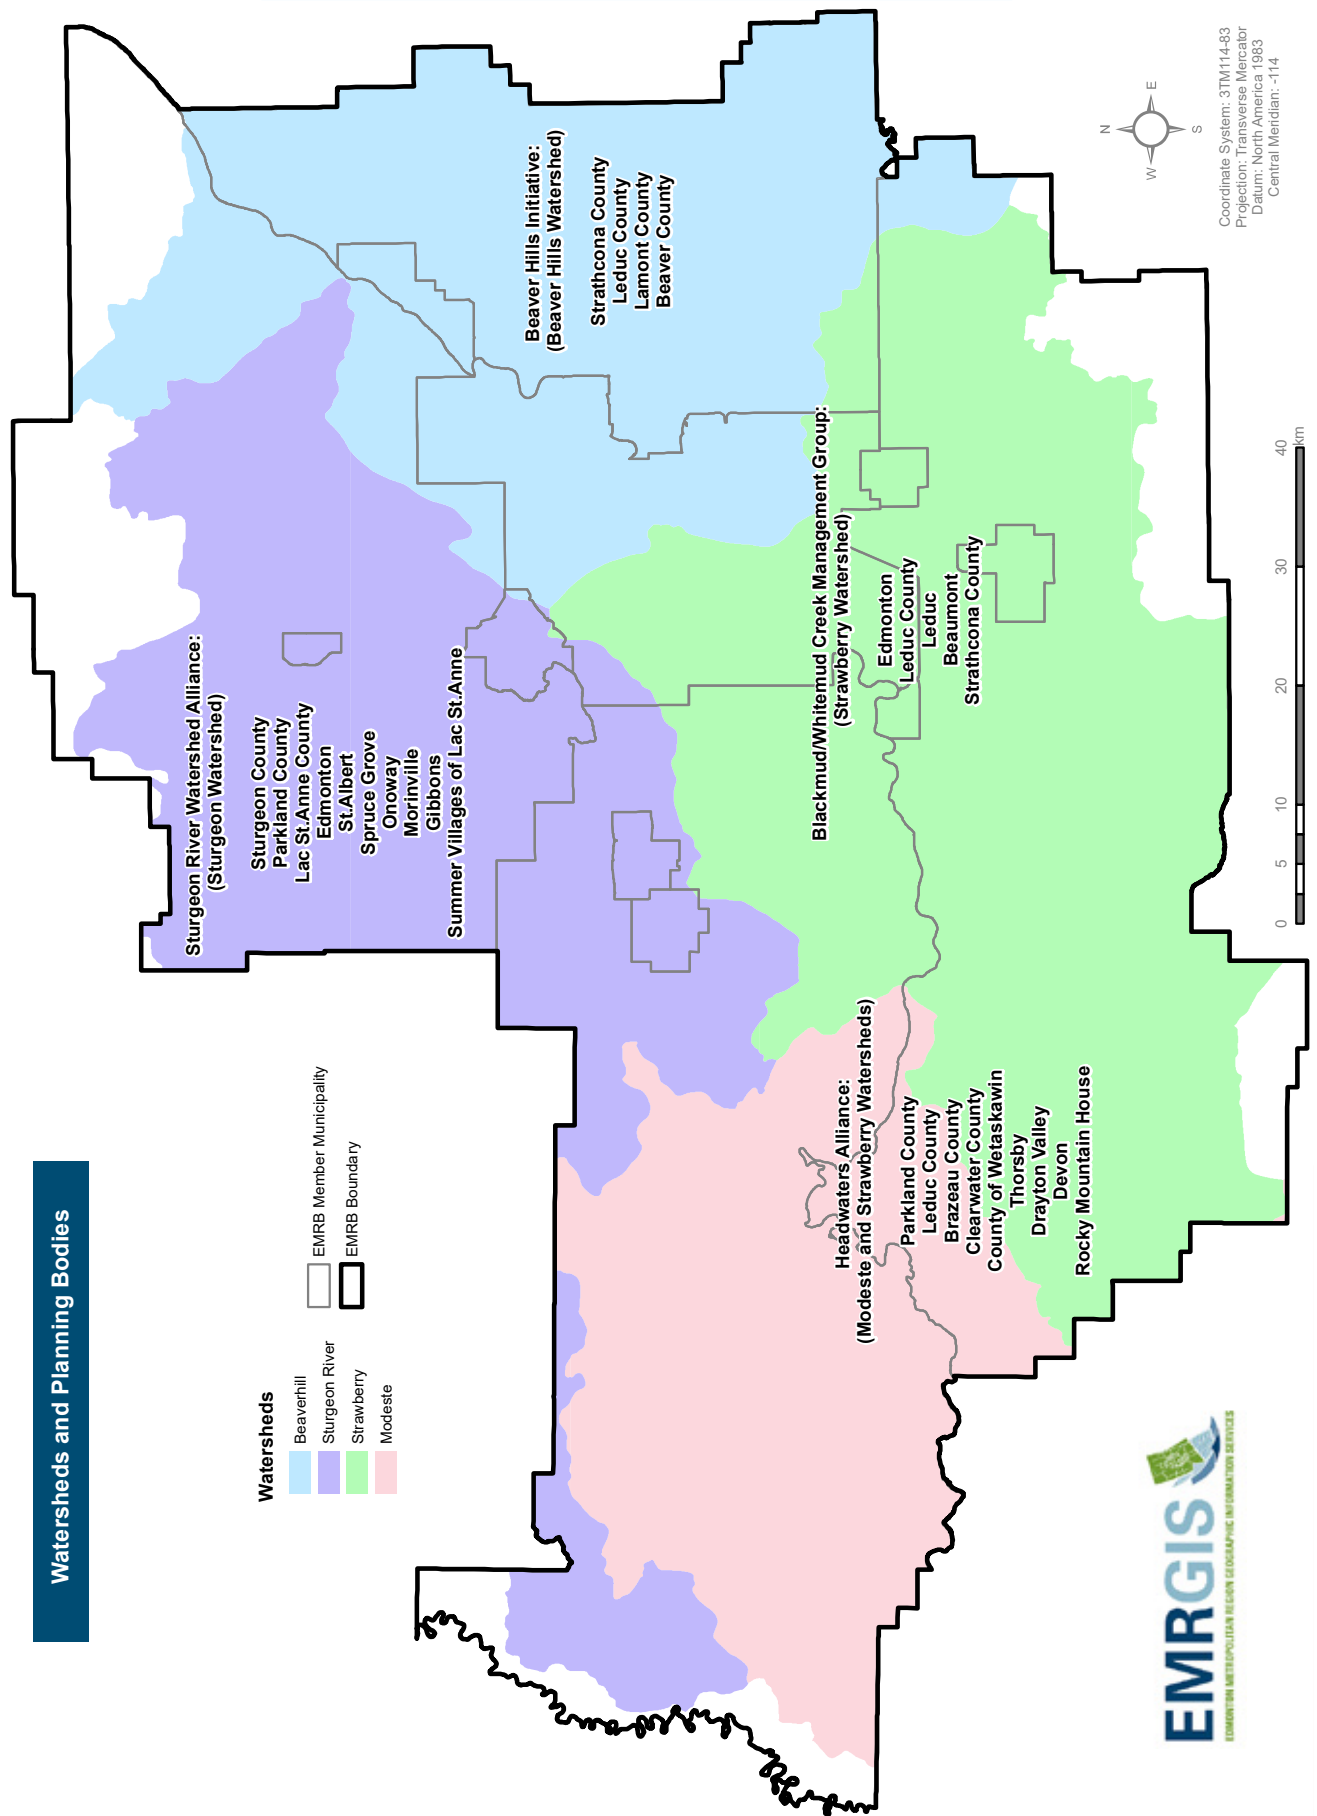 Watersheds and Planning Bodies
Watersheds
Beaverhill
Sturgeon River
Strawberry
Modeste
EMRB Member Municipality
EMRB Boundary
Sturgeon River Watershed Alliance:
(Sturgeon Watershed)
Sturgeon County
Parkland County
Lac St.Anne County
Edmonton
St.Albert
Spruce Grove
Onoway
Morinville
Gibbons
Summer Villages of Lac St.Anne
Beaver Hills Initiative:
(Beaver Hills Watershed)
Strathcona County
Leduc County
Lamont County
Beaver County
Headwaters Alliance:
(Modeste and Strawberry Watersheds)
Parkland County
Leduc County
Brazeau County
Clearwater County
County of Wetaskawin
Thorsby
Drayton Valley
Devon
Rocky Mountain House
Blackmud/Whitemud Creek Management Group:
(Strawberry Watershed)
Edmonton
Leduc County
Leduc
Beaumont
Strathcona County
N
W E
S
EMRGIS
EDMONTON METROPOLITAN REGION GEOGRAPHIC INFORMATION SERVICES
0 5 10 20 30 40
km
Coordinate System: 3TM114-83
Projection: Transverse Mercator
Datum: North America 1983
Central Meridian: -114